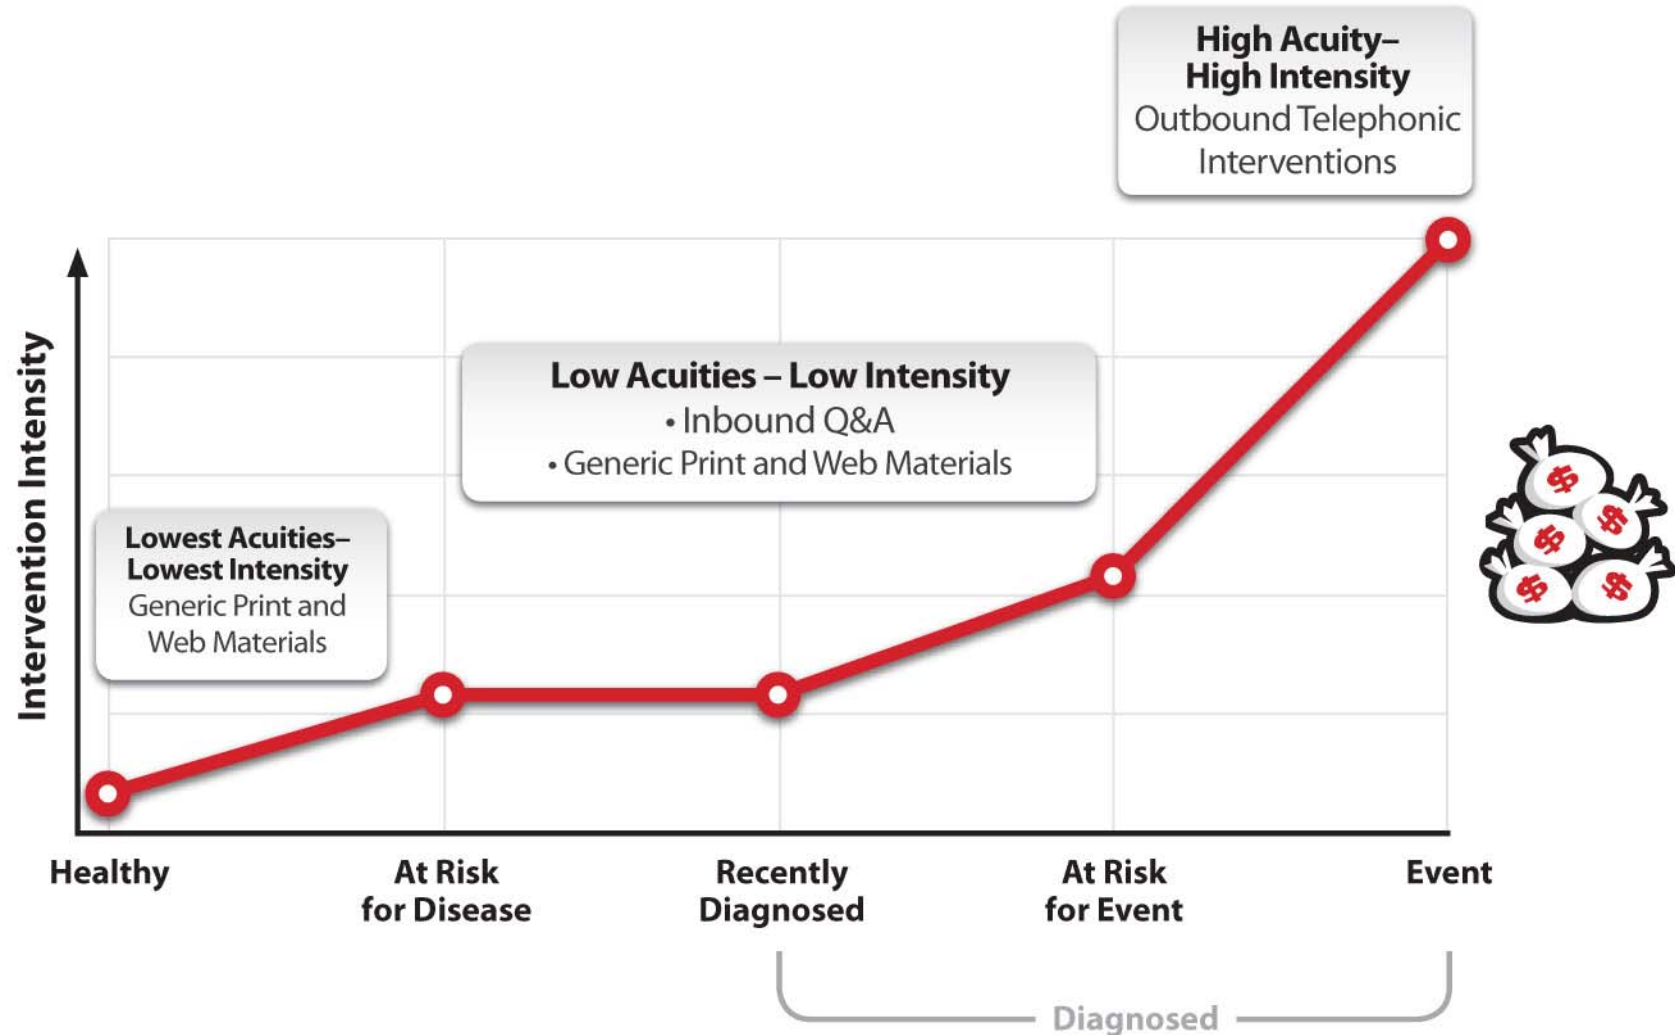 High Acuity–
High Intensity
Outbound Telephonic
Interventions
Low Acuities – Low Intensity
• Inbound Q&A
• Generic Print and Web Materials
Lowest Acuities–
Lowest Intensity
Generic Print and
Web Materials
Intervention Intensity
$
$
$
$
$
Healthy
At Risk
for Disease
Recently
Diagnosed
At Risk
for Event
Event
Diagnosed